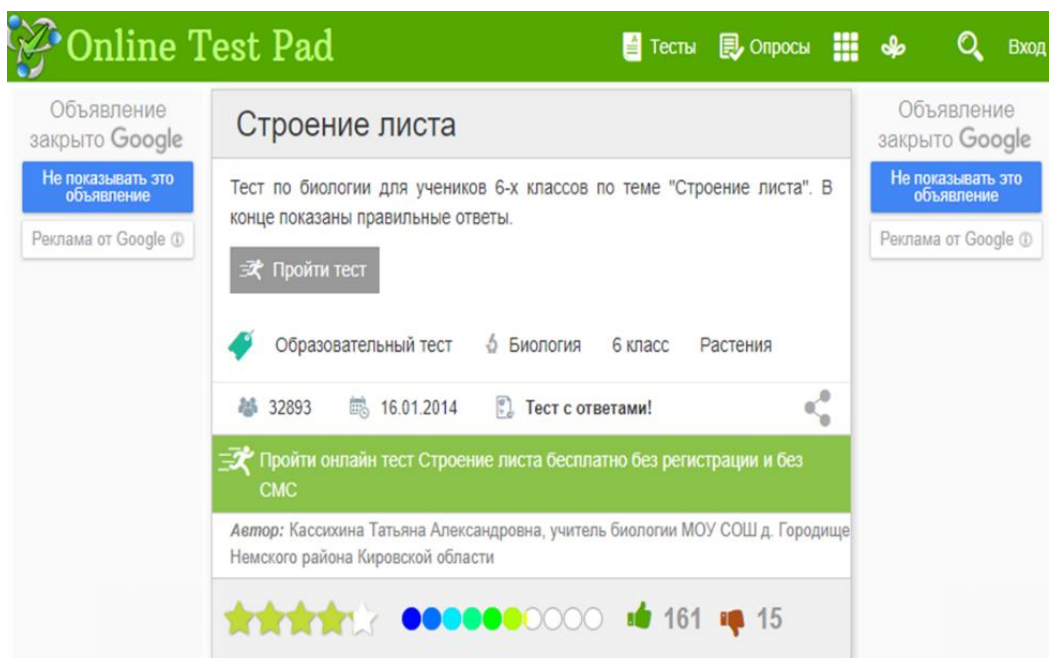 Online Test Pad
Тесты
Опросы
Вход
Объявление
закрыто Google
Не показывать это
объявление
Реклама от Google
Строение листа
Тест по биологии для учеников 6-х классов по теме "Строение листа". В
конце показаны правильные ответы.
Пройти тест
Образовательный тест
Биология
6 класс
Растения
32893
16.01.2014
Тест с ответами!
Пройти онлайн тест Строение листа бесплатно без регистрации и без
СМС
Автор: Кассихина Татьяна Александровна, учитель биологии МОУ СОШ д. Городище
Немского района Кировской области
161
15
Объявление
закрыто Google
Не показывать это
объявление
Реклама от Google